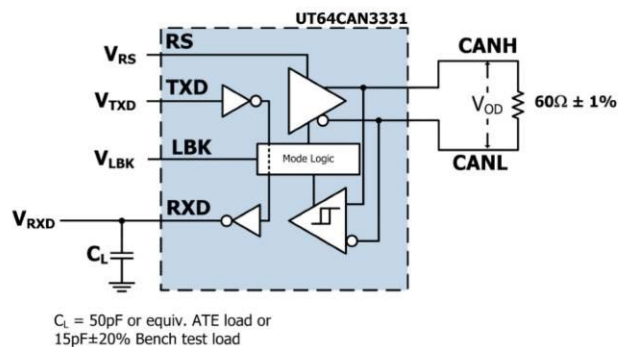 UT64CAN3331
RS
V_RS
CANH
TXD
V_TXD
V_OD
60Ω ± 1%
LBK
V_LBK
Mode Logic
CANL
RXD
V_RXD
C_L
C_L = 50pF or equiv. ATE load or
15pF±20% Bench test load